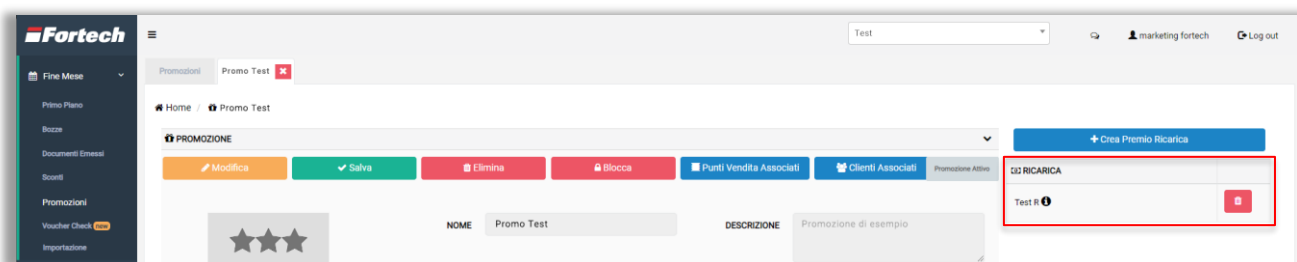 Fortech
Test
marketing fortech
Log out
Fine Mese
Promozioni
Promo Test
Primo Piano
Home / Promo Test
Bozze
PROMOZIONE
Crea Premio Ricarica
Documenti Emessi
Modifica
Salva
Elimina
Blocca
Punti Vendita Associati
Clienti Associati
Promozione Attivo
RICARICA
Sconti
Promozioni
Test R
Voucher Check new
NOME
Promo Test
DESCRIZIONE
Promozione di esempio
Importazione